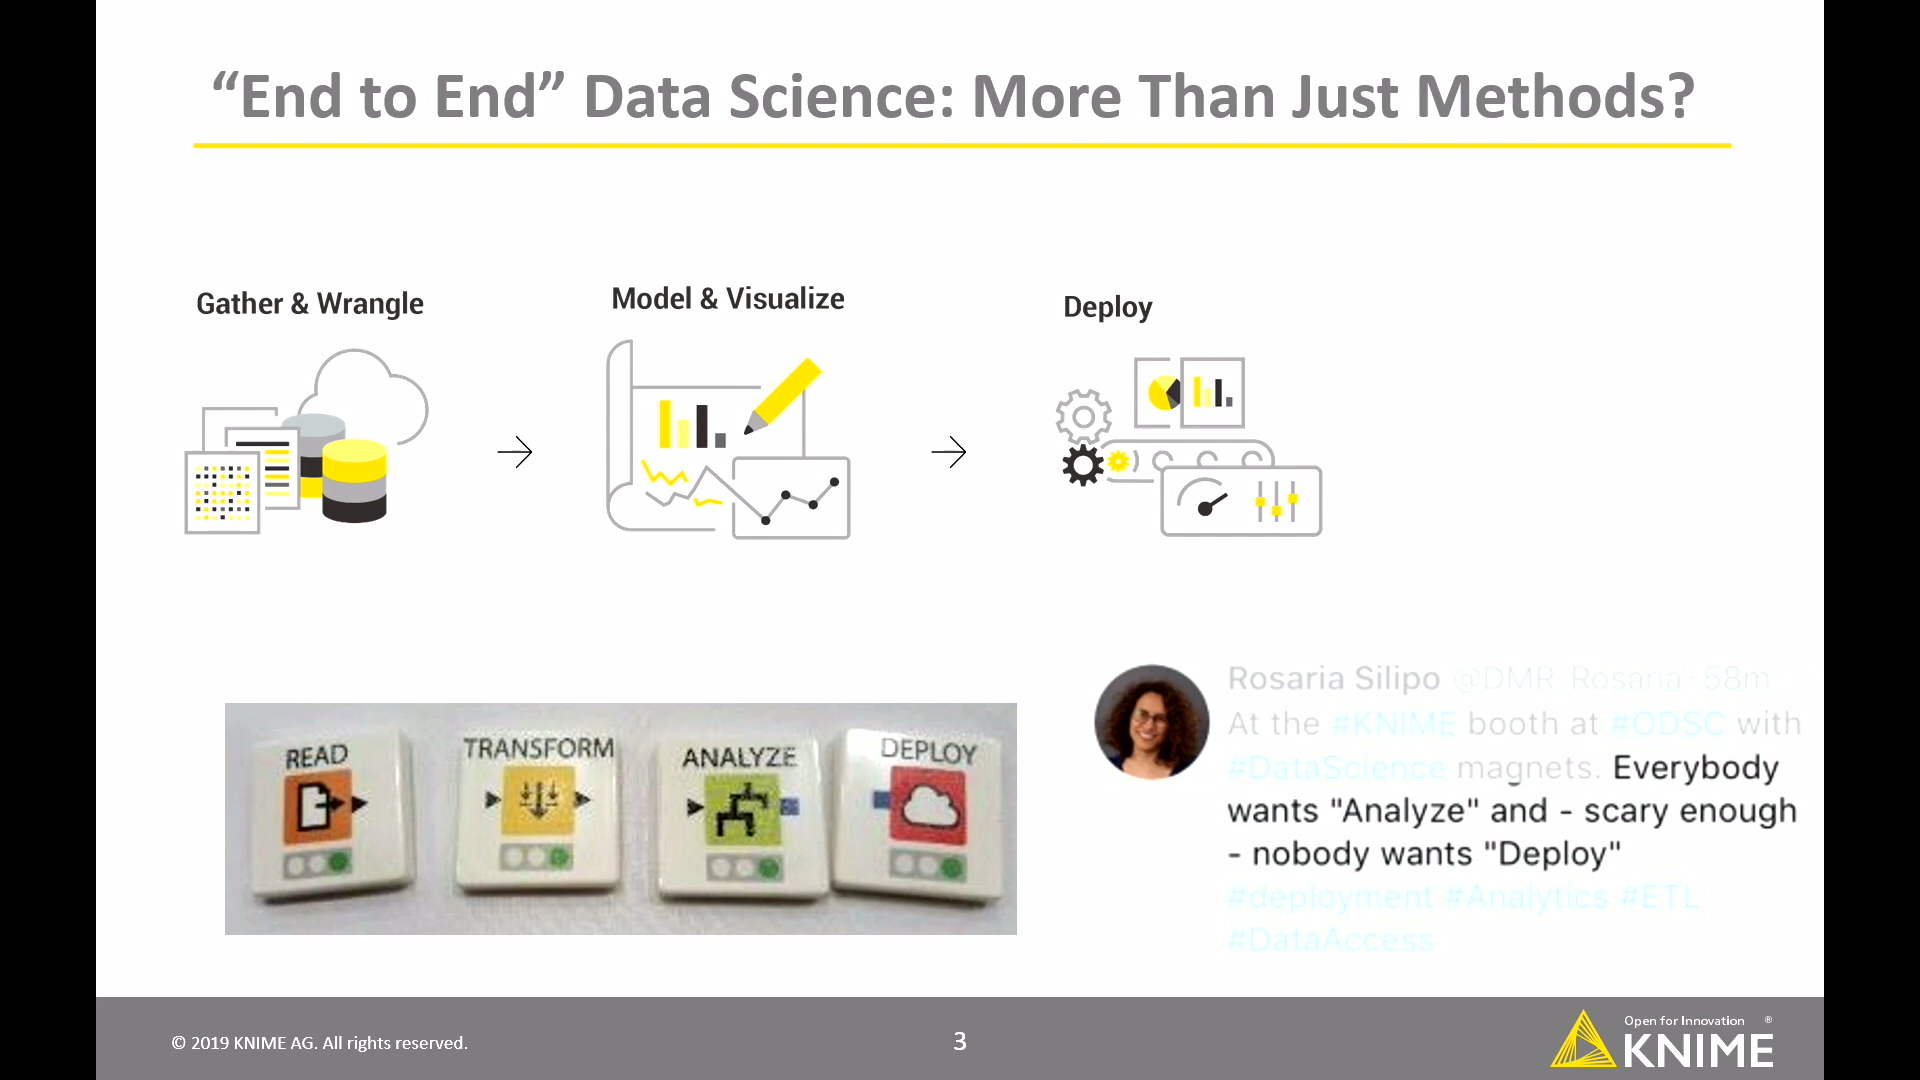 “End to End” Data Science: More Than Just Methods?
Gather & Wrangle
Model & Visualize
Deploy
READ
TRANSFORM
ANALYZE
DEPLOY
Rosaria Silipo @DMR_Rosaria · 58m
At the #KNIME booth at #ODSC with
#DataScience magnets. Everybody
wants "Analyze" and - scary enough
- nobody wants "Deploy"
#deployment #Analytics #ETL
#DataAccess
© 2019 KNIME AG. All rights reserved.
3
Open for Innovation ®
KNIME